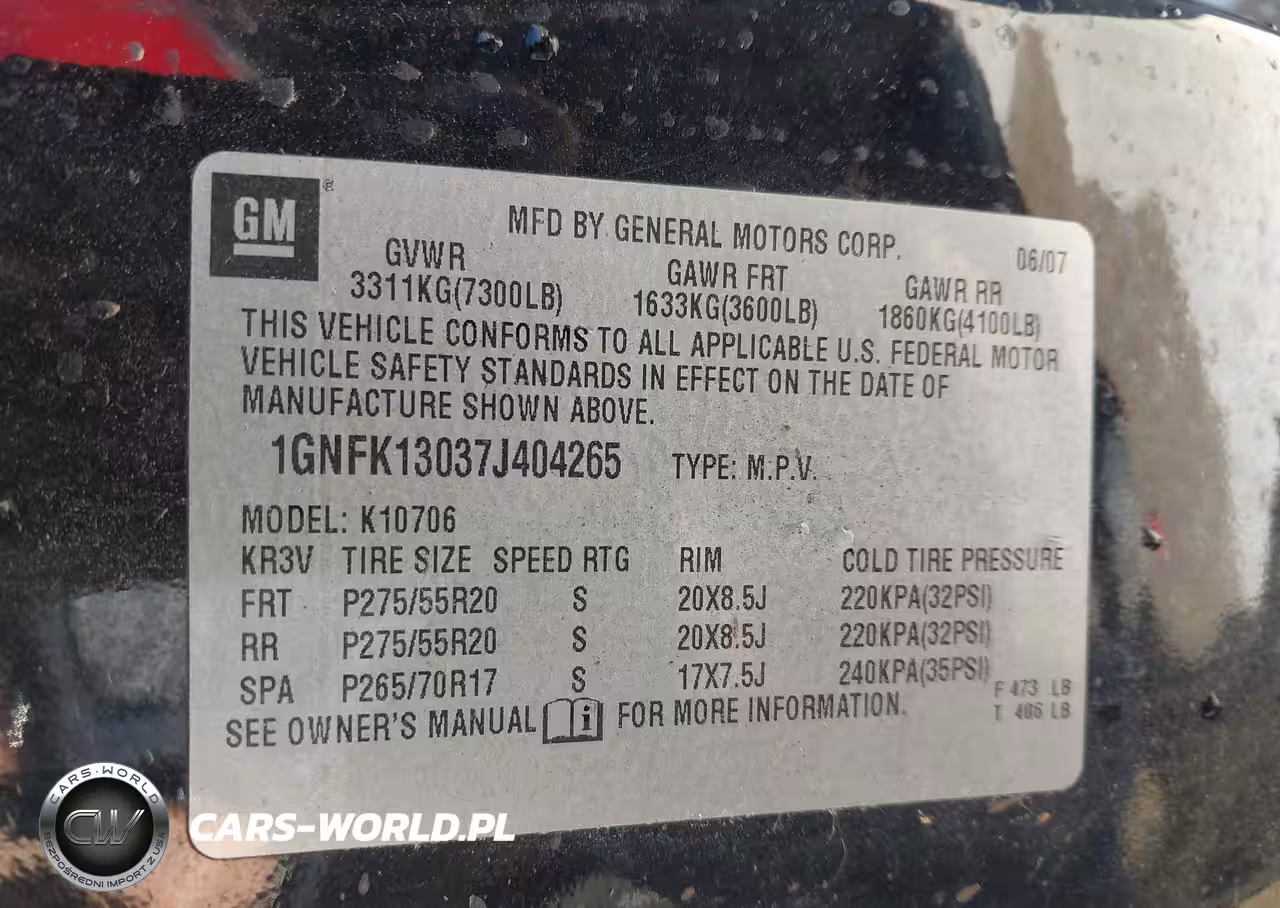 GM ®
MFD BY GENERAL MOTORS CORP.
06/07
GVWR GAWR FRT GAWR RR
3311KG(7300LB) 1633KG(3600LB) 1860KG(4100LB)
THIS VEHICLE CONFORMS TO ALL APPLICABLE U.S. FEDERAL MOTOR
VEHICLE SAFETY STANDARDS IN EFFECT ON THE DATE OF
MANUFACTURE SHOWN ABOVE.
1GNFK13037J404265 TYPE: M.P.V.
MODEL: K10706
KR3V TIRE SIZE SPEED RTG RIM COLD TIRE PRESSURE
FRT P275/55R20 S 20X8.5J 220KPA(32PSI)
RR P275/55R20 S 20X8.5J 220KPA(32PSI)
SPA P265/70R17 S 17X7.5J 240KPA(35PSI)
F 473 LB
T LB
SEE OWNER'S MANUAL i FOR MORE INFORMATION.
CARS-WORLD
CW
BEZPOŚREDNI IMPORT Z USA
CARS-WORLD.PL